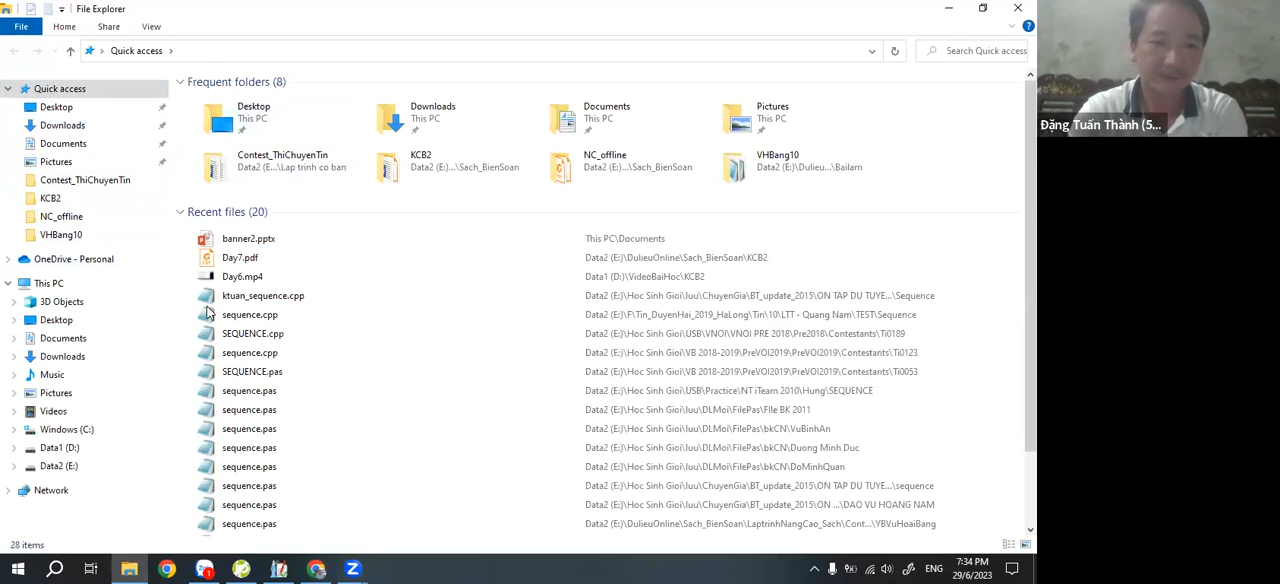 File Explorer
File Home Share View
Quick access
Search Quick access
Quick access
Desktop
Downloads
Documents
Pictures
Contest_ThiChuyenTin
KCB2
NC_offline
VHBang10
OneDrive - Personal
This PC
3D Objects
Desktop
Documents
Downloads
Music
Pictures
Videos
Windows (C:)
Data1 (D:)
Data2 (E:)
Network
Frequent folders (8)
Desktop
This PC
Downloads
This PC
Documents
This PC
Pictures
This PC
Contest_ThiChuyenTin
Data2 (E:)...\Lap trinh co ban
KCB2
Data2 (E:)...\Sach_BienSoan
NC_offline
Data2 (E:)...\Sach_BienSoan
VHBang10
Data2 (E:)\Dulieu...\Bailam
Recent files (20)
banner2.pptx This PC\Documents
Day7.pdf Data2 (E:)\DulieuOnline\Sach_BienSoan\KCB2
Day6.mp4 Data1 (D:)\VideoBaiHoc\KCB2
ktuan_sequence.cpp Data2 (E:)\Hoc Sinh Gioi\luu\ChuyenGia\BT_update_2015\ON TAP DU TUYE...\Sequence
sequence.cpp Data2 (E:)\F\Tin_DuyenHai_2019_HaLong\Tin\10\LTT - Quang Nam\TEST\Sequence
SEQUENCE.cpp Data2 (E:)\Hoc Sinh Gioi\USB\VNOI\VNOI PRE 2018\Pre2018\Contestants\Ti0189
sequence.cpp Data2 (E:)\Hoc Sinh Gioi\VB 2018-2019\PreVOI2019\PreVOI2019\Contestants\Ti0123
SEQUENCE.pas Data2 (E:)\Hoc Sinh Gioi\VB 2018-2019\PreVOI2019\PreVOI2019\Contestants\Ti0053
sequence.pas Data2 (E:)\Hoc Sinh Gioi\USB\Practice\NT iTeam 2010\Hung\SEQUENCE
sequence.pas Data2 (E:)\Hoc Sinh Gioi\luu\DLMoi\FilePas\FIle BK 2011
sequence.pas Data2 (E:)\Hoc Sinh Gioi\luu\DLMoi\FilePas\bkCN\VuBinhAn
sequence.pas Data2 (E:)\Hoc Sinh Gioi\luu\DLMoi\FilePas\bkCN\Duong Minh Duc
sequence.pas Data2 (E:)\Hoc Sinh Gioi\luu\DLMoi\FilePas\bkCN\DoMinhQuan
sequence.pas Data2 (E:)\Hoc Sinh Gioi\luu\ChuyenGia\BT_update_2015\ON TAP DU TUYE...\sequence
sequence.pas Data2 (E:)\Hoc Sinh Gioi\luu\ChuyenGia\BT_update_2015\ON ...\DAO VU HOANG NAM
sequence.pas Data2 (E:)\DulieuOnline\Sach_BienSoan\LaptrinhNangCao_Sach\Cont...\YBVuHoaiBang
28 items
ENG
7:34 PM
29/6/2023
Đặng Tuấn Thành (5...